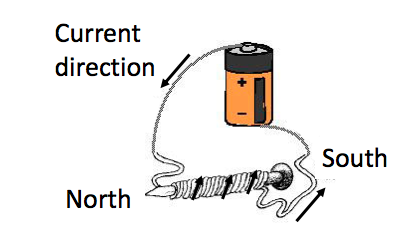 Current
direction
+
−
South
North